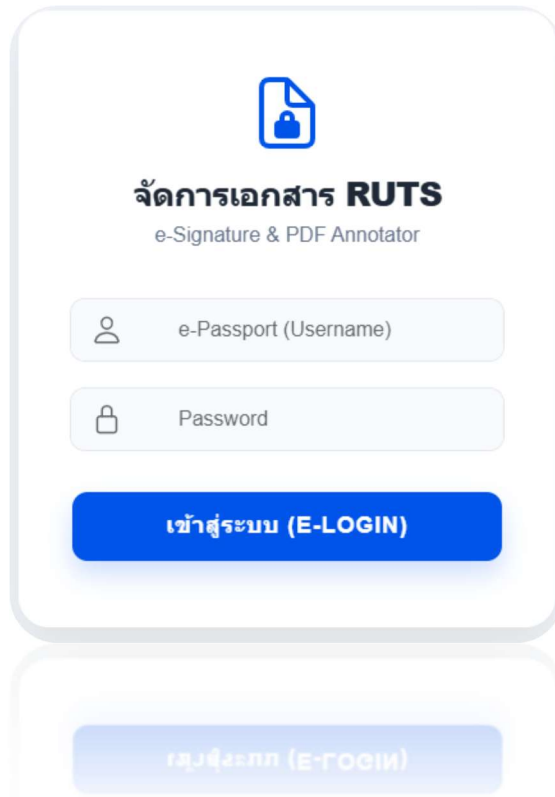 จัดการเอกสาร RUTS
e-Signature & PDF Annotator
e-Passport (Username)
Password
เข้าสู่ระบบ (E-LOGIN)